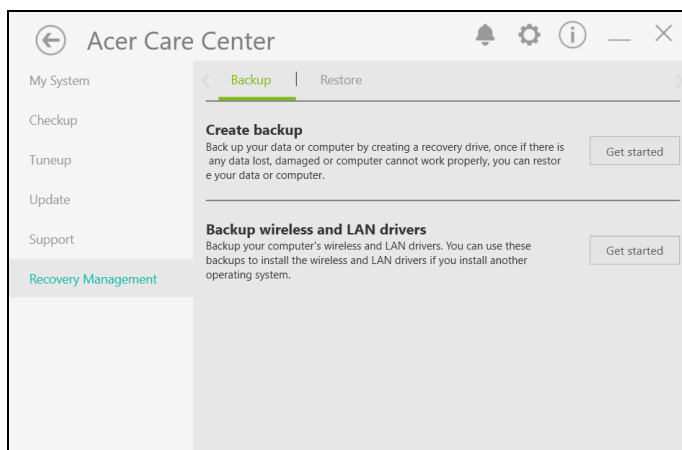 Acer Care Center
My System
Checkup
Tuneup
Update
Support
Recovery Management
Backup | Restore
Create backup
Back up your data or computer by creating a recovery drive, once if there is
any data lost, damaged or computer cannot work properly, you can restor
e your data or computer.
Get started
Backup wireless and LAN drivers
Backup your computer's wireless and LAN drivers. You can use these
backups to install the wireless and LAN drivers if you install another
operating system.
Get started